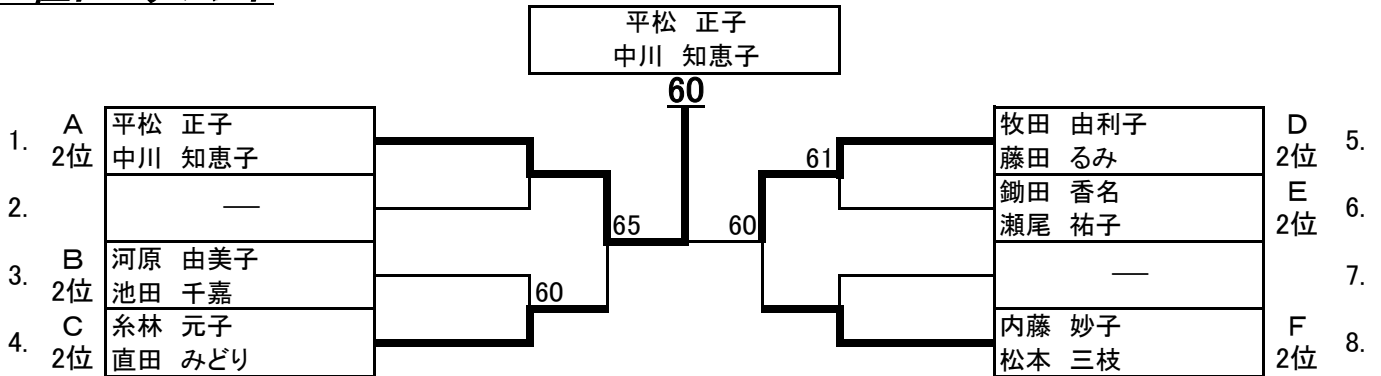 平松 正子
中川 知恵子
60
1. A 2位 平松 正子
中川 知恵子
2. ―
3. B 2位 河原 由美子
池田 千嘉
4. C 2位 糸林 元子
直田 みどり
65
60
61
60
牧田 由利子 D 2位 5.
藤田 るみ
鋤田 香名 E 2位 6.
瀬尾 祐子
― 7.
内藤 妙子 F 2位 8.
松本 三枝